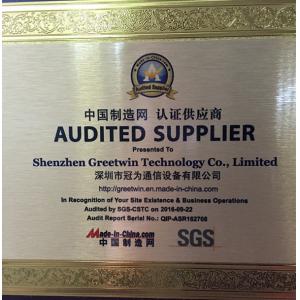 Audited Supplier
中国制造网 认证供应商
AUDITED SUPPLIER
Presented To
Shenzhen Greetwin Technology Co., Limited
深圳市冠为通信设备有限公司
http://greetwin.en.made-in-china.com
In Recognition of Your Site Existence & Business Operations
Audited by SGS-CSTC on 2016-09-22
Audit Report Serial No.: QIP-ASR162766
Made-in-China.com SGS
中国制造网